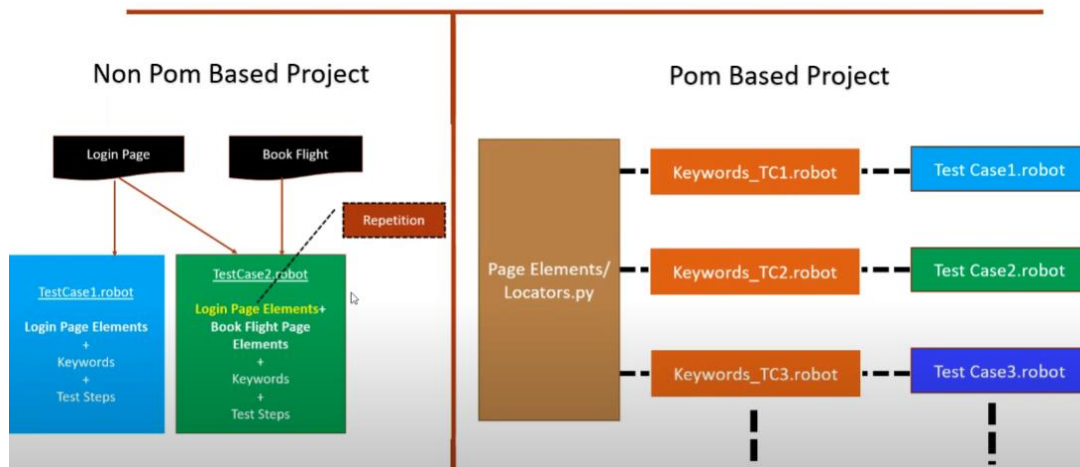 Non Pom Based Project
Login Page
Book Flight
Repetition
TestCase1.robot
Login Page Elements
+
Keywords
+
Test Steps
TestCase2.robot
Login Page Elements+
Book Flight Page
Elements
+
Keywords
+
Test Steps
Pom Based Project
Page Elements/
Locators.py
Keywords_TC1.robot
Test Case1.robot
Keywords_TC2.robot
Test Case2.robot
Keywords_TC3.robot
Test Case3.robot